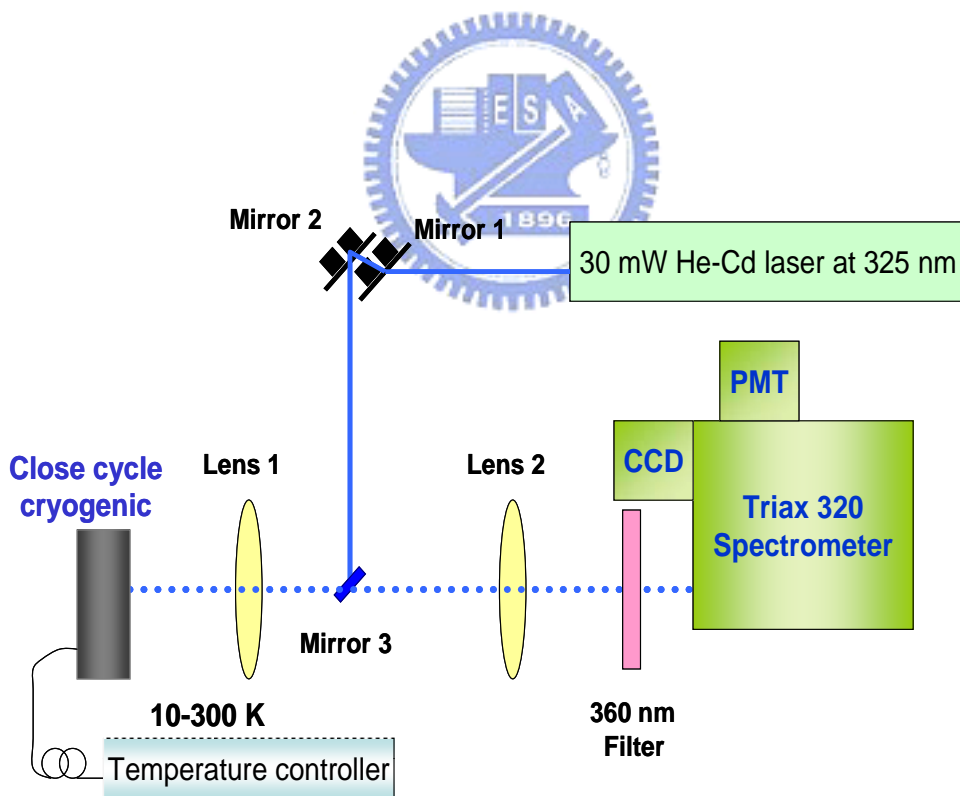 E S A
1896
Mirror 2
Mirror 1
30 mW He-Cd laser at 325 nm
PMT
CCD
Triax 320
Spectrometer
Close cycle
cryogenic
Lens 1
Lens 2
Mirror 3
10-300 K
360 nm
Filter
Temperature controller